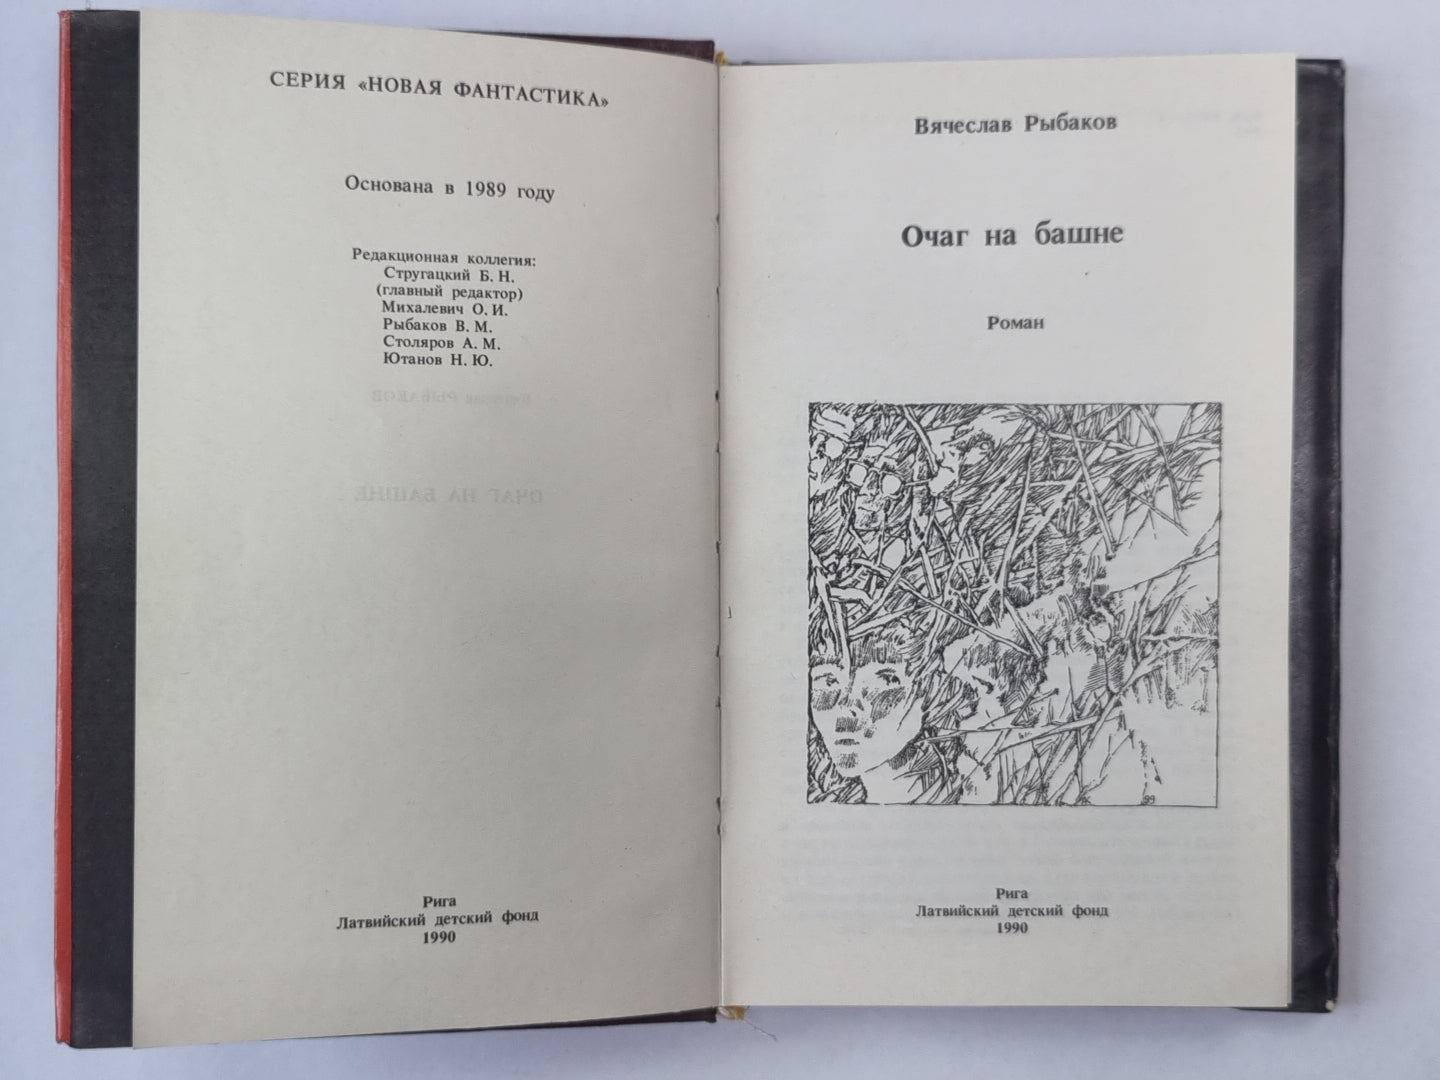 СЕРИЯ «НОВАЯ ФАНТАСТИКА»
Основана в 1989 году
Редакционная коллегия:
Стругацкий Б. Н.
(главный редактор)
Михалевич О. И.
Рыбаков В. М.
Столяров А. М.
Ютанов Н. Ю.
Рига
Латвийский детский фонд
1990
Вячеслав Рыбаков
Очаг на башне
Роман
Рига
Латвийский детский фонд
1990